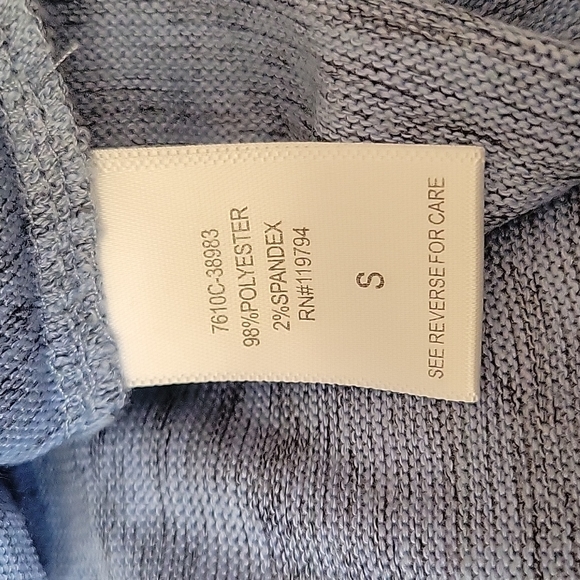 7610C-38983
98%POLYESTER
2%SPANDEX
RN#119794
S
SEE REVERSE FOR CARE